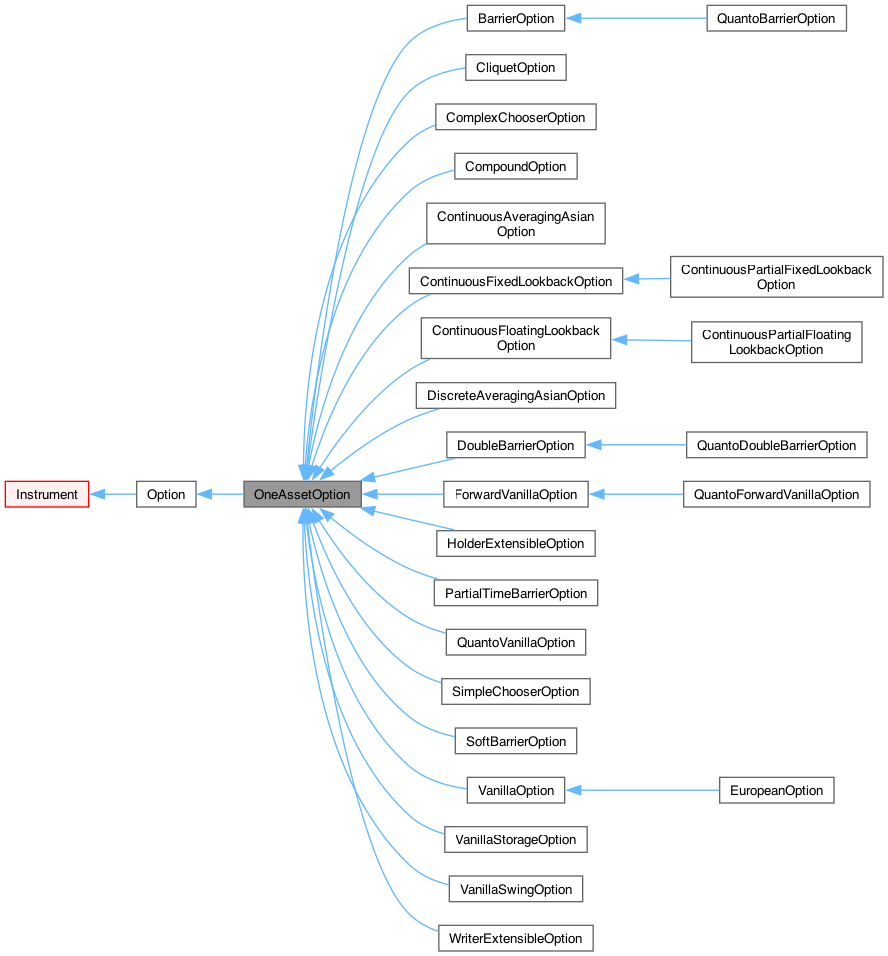 BarrierOption
QuantoBarrierOption
CliquetOption
ComplexChooserOption
CompoundOption
ContinuousAveragingAsian
Option
ContinuousFixedLookbackOption
ContinuousPartialFixedLookback
Option
ContinuousFloatingLookback
Option
ContinuousPartialFloating
LookbackOption
DiscreteAveragingAsianOption
DoubleBarrierOption
QuantoDoubleBarrierOption
Instrument
Option
OneAssetOption
ForwardVanillaOption
QuantoForwardVanillaOption
HolderExtensibleOption
PartialTimeBarrierOption
QuantoVanillaOption
SimpleChooserOption
SoftBarrierOption
VanillaOption
EuropeanOption
VanillaStorageOption
VanillaSwingOption
WriterExtensibleOption